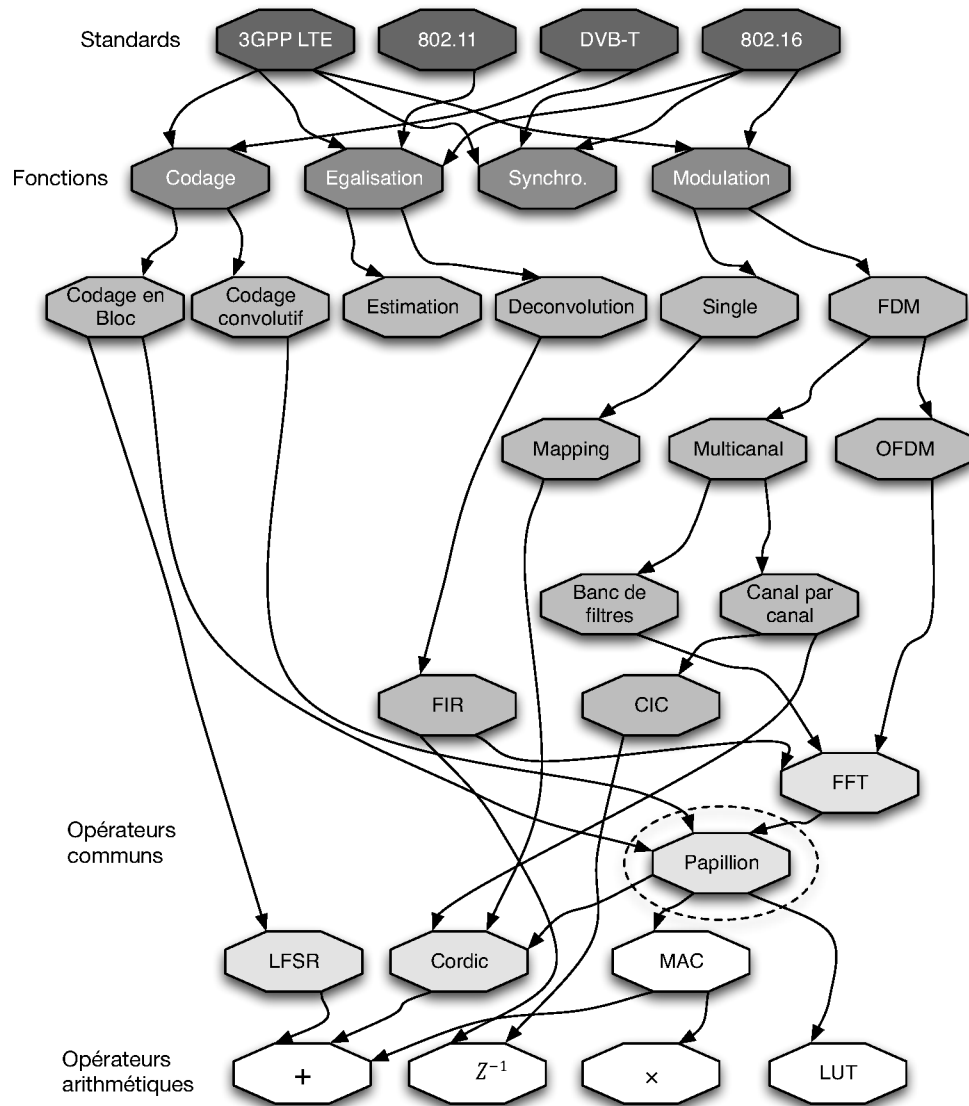 Standards
3GPP LTE
802.11
DVB-T
802.16
Fonctions
Codage
Egalisation
Synchro.
Modulation
Codage en
Bloc
Codage
convolutif
Estimation
Deconvolution
Single
FDM
Mapping
Multicanal
OFDM
Banc de
filtres
Canal par
canal
FIR
CIC
FFT
Opérateurs
communs
Papillion
LFSR
Cordic
MAC
Opérateurs
arithmétiques
+
Z⁻¹
×
LUT